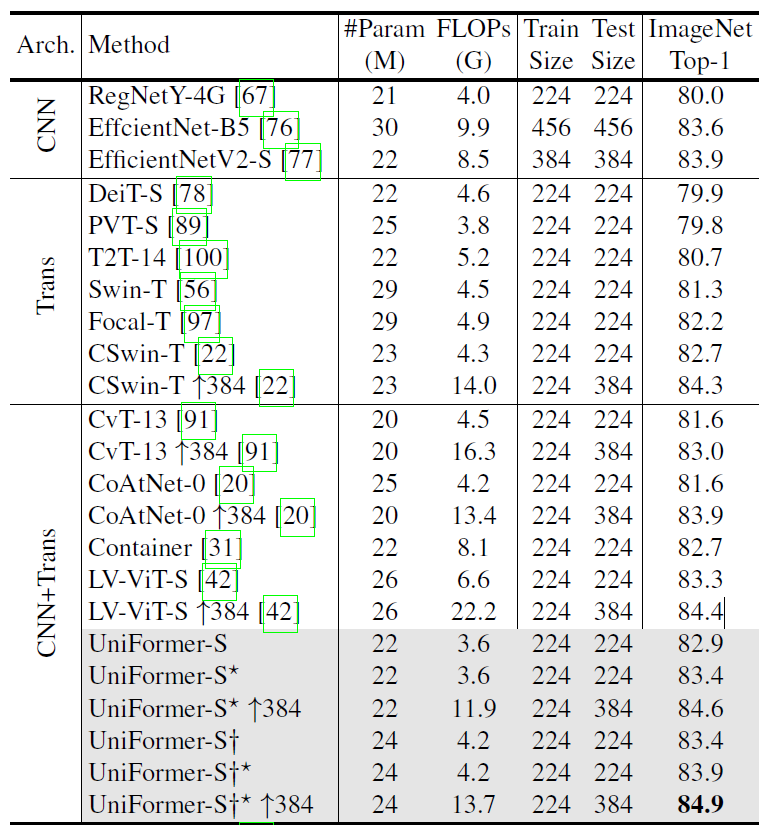 Arch. Method #Param (M) FLOPs (G) Train Size Test Size ImageNet Top-1
CNN
RegNetY-4G [67] 21 4.0 224 224 80.0
EffcientNet-B5 [76] 30 9.9 456 456 83.6
EfficientNetV2-S [77] 22 8.5 384 384 83.9
Trans
DeiT-S [78] 22 4.6 224 224 79.9
PVT-S [89] 25 3.8 224 224 79.8
T2T-14 [100] 22 5.2 224 224 80.7
Swin-T [56] 29 4.5 224 224 81.3
Focal-T [97] 29 4.9 224 224 82.2
CSwin-T [22] 23 4.3 224 224 82.7
CSwin-T ↑384 [22] 23 14.0 224 384 84.3
CNN+Trans
CvT-13 [91] 20 4.5 224 224 81.6
CvT-13 ↑384 [91] 20 16.3 224 384 83.0
CoAtNet-0 [20] 25 4.2 224 224 81.6
CoAtNet-0 ↑384 [20] 20 13.4 224 384 83.9
Container [31] 22 8.1 224 224 82.7
LV-ViT-S [42] 26 6.6 224 224 83.3
LV-ViT-S ↑384 [42] 26 22.2 224 384 84.4
UniFormer-S 22 3.6 224 224 82.9
UniFormer-S⋆ 22 3.6 224 224 83.4
UniFormer-S⋆ ↑384 22 11.9 224 384 84.6
UniFormer-S† 24 4.2 224 224 83.4
UniFormer-S†⋆ 24 4.2 224 224 83.9
UniFormer-S†⋆ ↑384 24 13.7 224 384 84.9